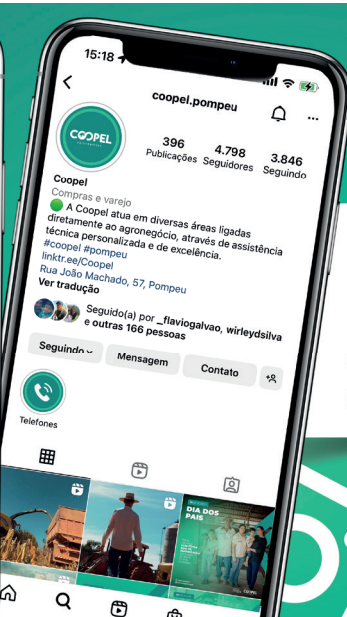 15:18
coopel.pompeu
COOPEL
396
Publicações
4.798
Seguidores
3.846
Seguindo
Coopel
Compras e varejo
A Coopel atua em diversas áreas ligadas
diretamente ao agronegócio, através de assistência
técnica personalizada e de excelência.
#coopel #pompeu
linktr.ee/Coopel
Rua João Machado, 57, Pompeu
Ver tradução
Seguido(a) por _flaviogalvao, wirleydsilva
e outras 166 pessoas
Seguindo
Mensagem
Contato
Telefones
DIA DOS
PAIS
COOPEL